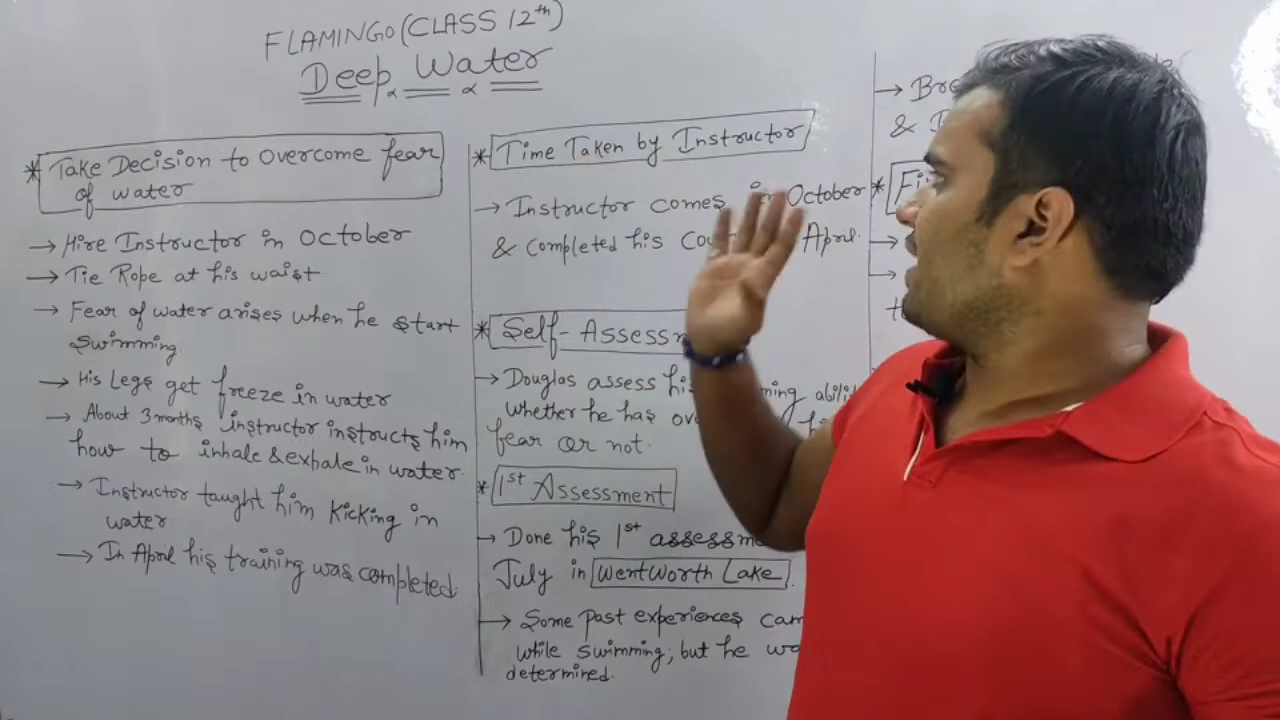 FLAMINGO (CLASS 12th)
Deep Water
* Take Decision to overcome fear
of water
→ Hire Instructor in October
→ Tie Rope at his waist
→ Fear of water arises when he start
swimming
→ His Legs get freeze in water
→ About 3 months instructor instructs him
how to inhale & exhale in water.
→ Instructor taught him kicking in
water.
→ In April his training was completed.
* Time Taken by Instructor
→ Instructor comes in October
& completed his April.
* Self-
→ Douglas assess
whether he has
fear or not.
* 1st Assessment
→ Done his 1st
July in WentWorth Lake.
→ Some past experiences
while swimming; but he
determined.
→
&
*
→
→